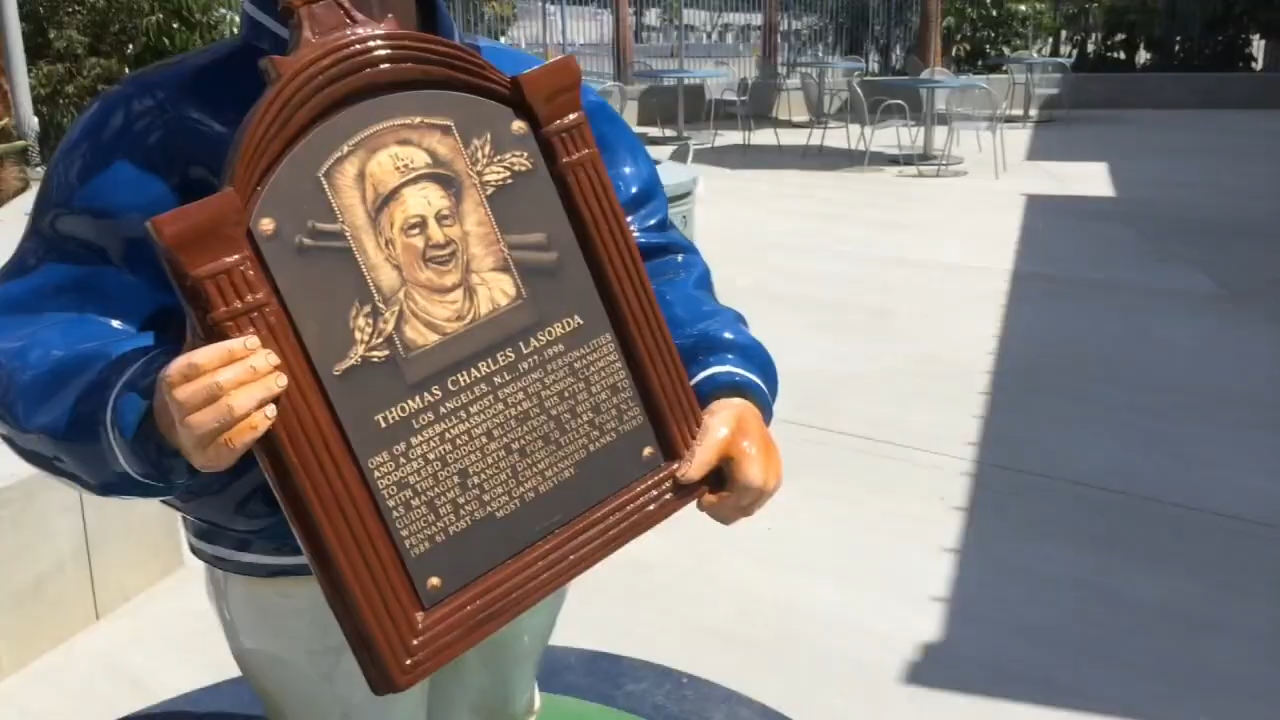 THOMAS CHARLES LASORDA
LOS ANGELES, N.L., 1977-1996
ONE OF BASEBALL'S MOST ENGAGING PERSONALITIES
AND A GREAT AMBASSADOR FOR HIS SPORT. MANAGED
DODGERS WITH AN IMPENETRABLE PASSION, CLAIMING
TO "BLEED DODGER BLUE." IN HIS 47TH SEASON
WITH THE DODGERS ORGANIZATION WHEN HE RETIRED
AS MANAGER. FOURTH MANAGER IN HISTORY TO
GUIDE SAME FRANCHISE FOR 20 YEARS, DURING
WHICH HE WON EIGHT DIVISION TITLES, FOUR N.L.
PENNANTS AND WORLD CHAMPIONSHIPS IN 1981 AND
1988. 61 POST-SEASON GAMES MANAGED RANKS THIRD
MOST IN HISTORY.